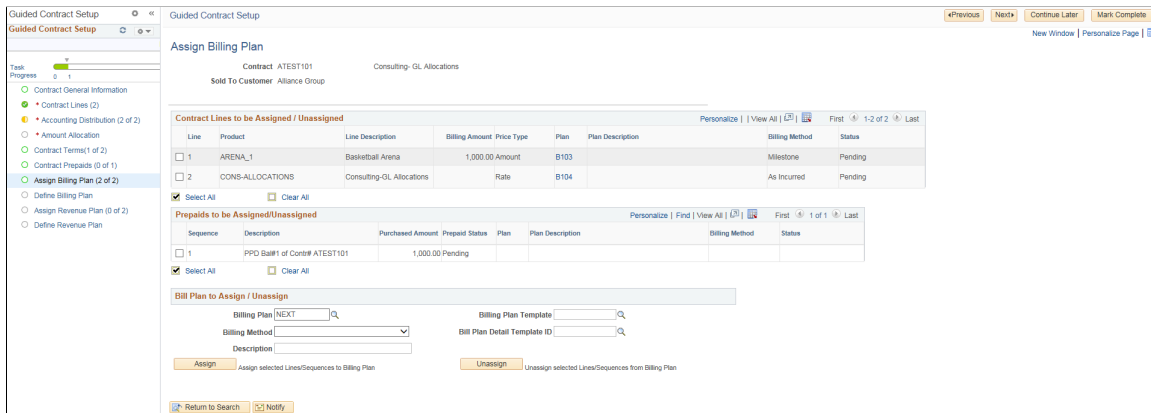 Guided Contract Setup
Guided Contract Setup
Previous Next Continue Later Mark Complete
Guided Contract Setup
New Window | Personalize Page |
Task Progress 0 1
Contract General Information
* Contract Lines (2)
* Accounting Distribution (2 of 2)
* Amount Allocation
Contract Terms(1 of 2)
Contract Prepaids (0 of 1)
Assign Billing Plan (2 of 2)
Define Billing Plan
Assign Revenue Plan (0 of 2)
Define Revenue Plan
Assign Billing Plan
Contract ATEST101 Consulting- GL Allocations
Sold To Customer Alliance Group
Contract Lines to be Assigned / Unassigned Personalize | | View All | | First 1-2 of 2 Last
Line Product Line Description Billing Amount Price Type Plan Plan Description Billing Method Status
1 ARENA_1 Basketball Arena 1,000.00 Amount B103 Milestone Pending
2 CONS-ALLOCATIONS Consulting-GL Allocations Rate B104 As Incurred Pending
Select All Clear All
Prepaids to be Assigned/Unassigned Personalize | Find | View All | | First 1 of 1 Last
Sequence Description Purchased Amount Prepaid Status Plan Plan Description Billing Method Status
1 PPD Bal#1 of Contr# ATEST101 1,000.00 Pending
Select All Clear All
Bill Plan to Assign / Unassign
Billing Plan NEXT Billing Plan Template
Billing Method Bill Plan Detail Template ID
Description
Assign Assign selected Lines/Sequences to Billing Plan Unassign Unassign selected Lines/Sequences from Billing Plan
Return to Search Notify